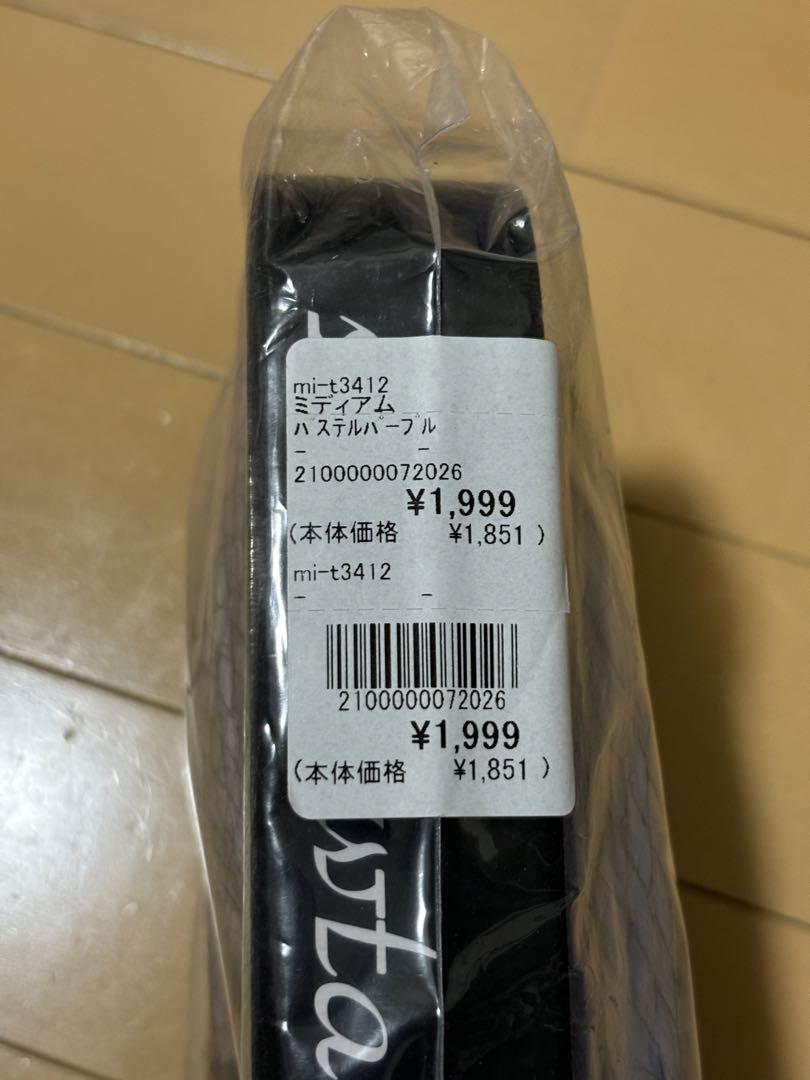 mi-t3412
ミディアム
ﾊﾟｽﾃﾙﾊﾟｰﾌﾟﾙ
- -
2100000072026
¥1,999
(本体価格 ¥1,851 )
mi-t3412
- -
2100000072026
¥1,999
(本体価格 ¥1,851 )
sta